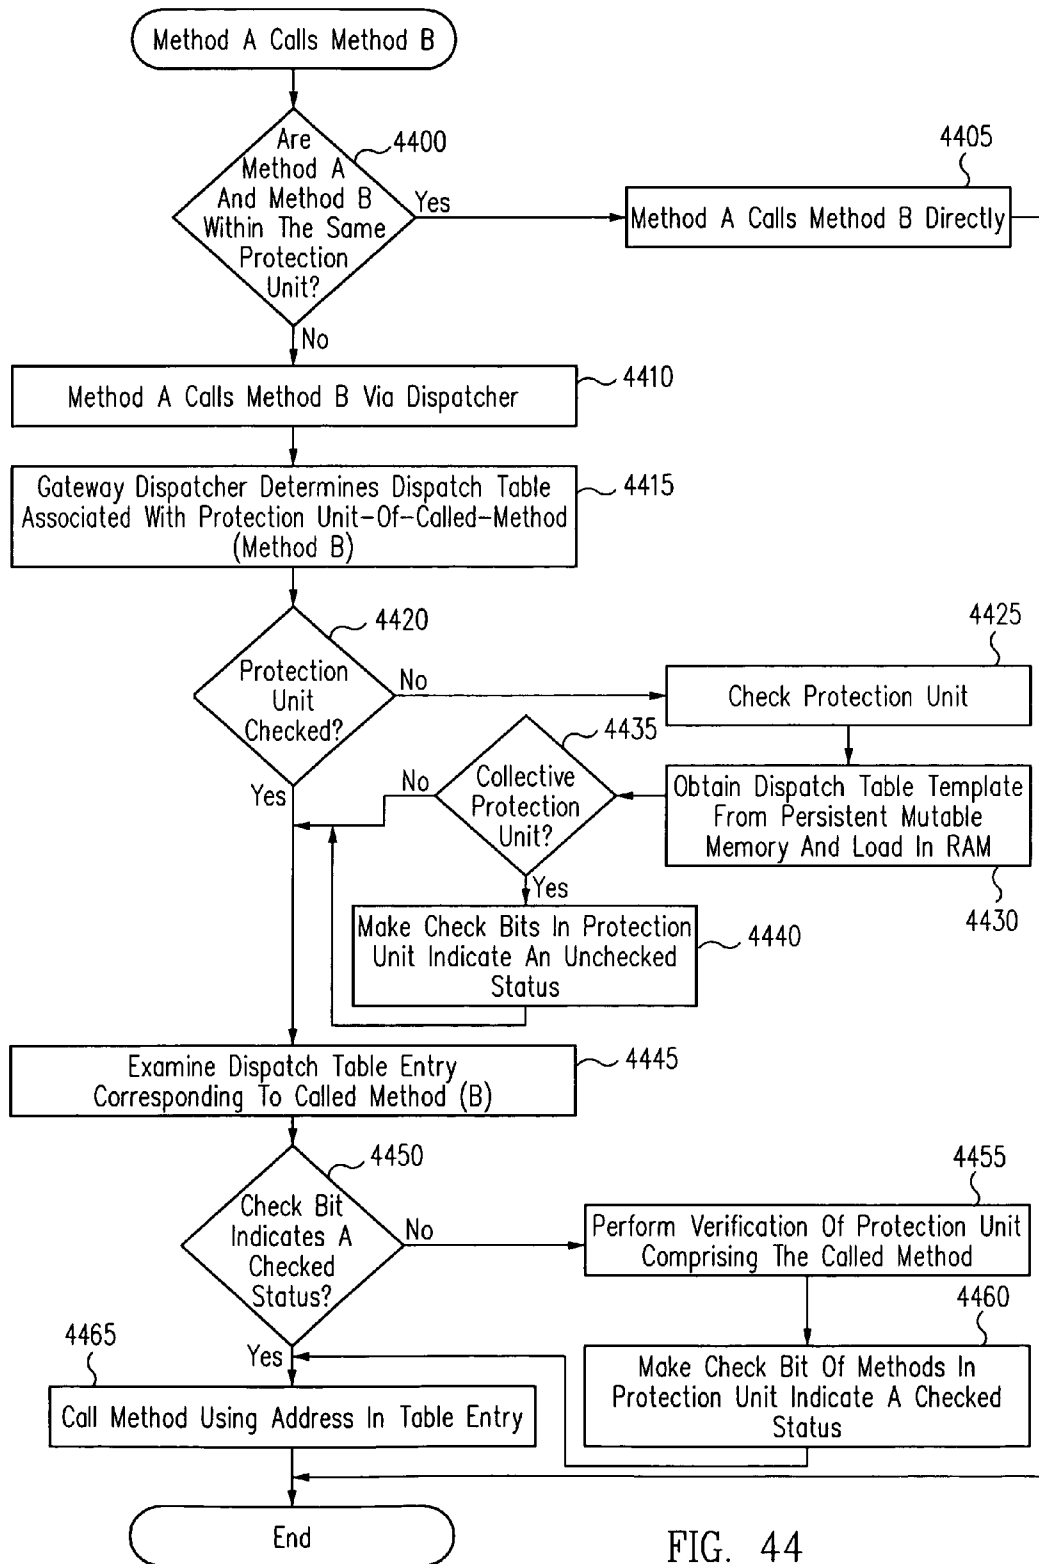 Method A Calls Method B
Are
Method A
And Method B
Within The Same
Protection
Unit?
4400
Yes
4405
Method A Calls Method B Directly
No
Method A Calls Method B Via Dispatcher
4410
Gateway Dispatcher Determines Dispatch Table
Associated With Protection Unit-Of-Called-Method
(Method B)
4415
4420
Protection
Unit
Checked?
No
4425
Check Protection Unit
Yes
4435
Collective
Protection
Unit?
No
Obtain Dispatch Table Template
From Persistent Mutable
Memory And Load In RAM
4430
Yes
Make Check Bits In Protection
Unit Indicate An Unchecked
Status
4440
Examine Dispatch Table Entry
Corresponding To Called Method (B)
4445
4450
Check Bit
Indicates A
Checked
Status?
No
4455
Perform Verification Of Protection Unit
Comprising The Called Method
4460
Make Check Bit Of Methods In
Protection Unit Indicate A Checked
Status
Yes
4465
Call Method Using Address In Table Entry
End
FIG. 44